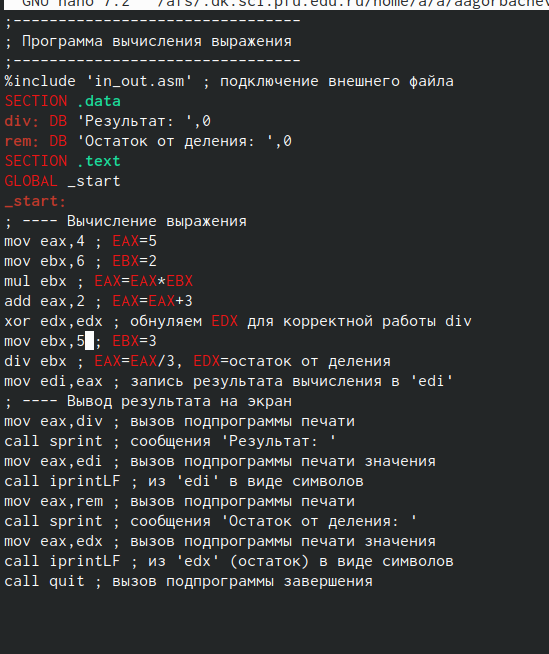 GNU nano 7.2 /afs/.dk.sci.pfu.edu.ru/home/a/a/aagorbachev
;--------------------------------
; Программа вычисления выражения
;--------------------------------
%include 'in_out.asm' ; подключение внешнего файла
SECTION .data
div: DB 'Результат: ',0
rem: DB 'Остаток от деления: ',0
SECTION .text
GLOBAL _start
_start:
; ---- Вычисление выражения
mov eax,4 ; EAX=5
mov ebx,6 ; EBX=2
mul ebx ; EAX=EAX*EBX
add eax,2 ; EAX=EAX+3
xor edx,edx ; обнуляем EDX для корректной работы div
mov ebx,5 ; EBX=3
div ebx ; EAX=EAX/3, EDX=остаток от деления
mov edi,eax ; запись результата вычисления в 'edi'
; ---- Вывод результата на экран
mov eax,div ; вызов подпрограммы печати
call sprint ; сообщения 'Результат: '
mov eax,edi ; вызов подпрограммы печати значения
call iprintLF ; из 'edi' в виде символов
mov eax,rem ; вызов подпрограммы печати
call sprint ; сообщения 'Остаток от деления: '
mov eax,edx ; вызов подпрограммы печати значения
call iprintLF ; из 'edx' (остаток) в виде символов
call quit ; вызов подпрограммы завершения